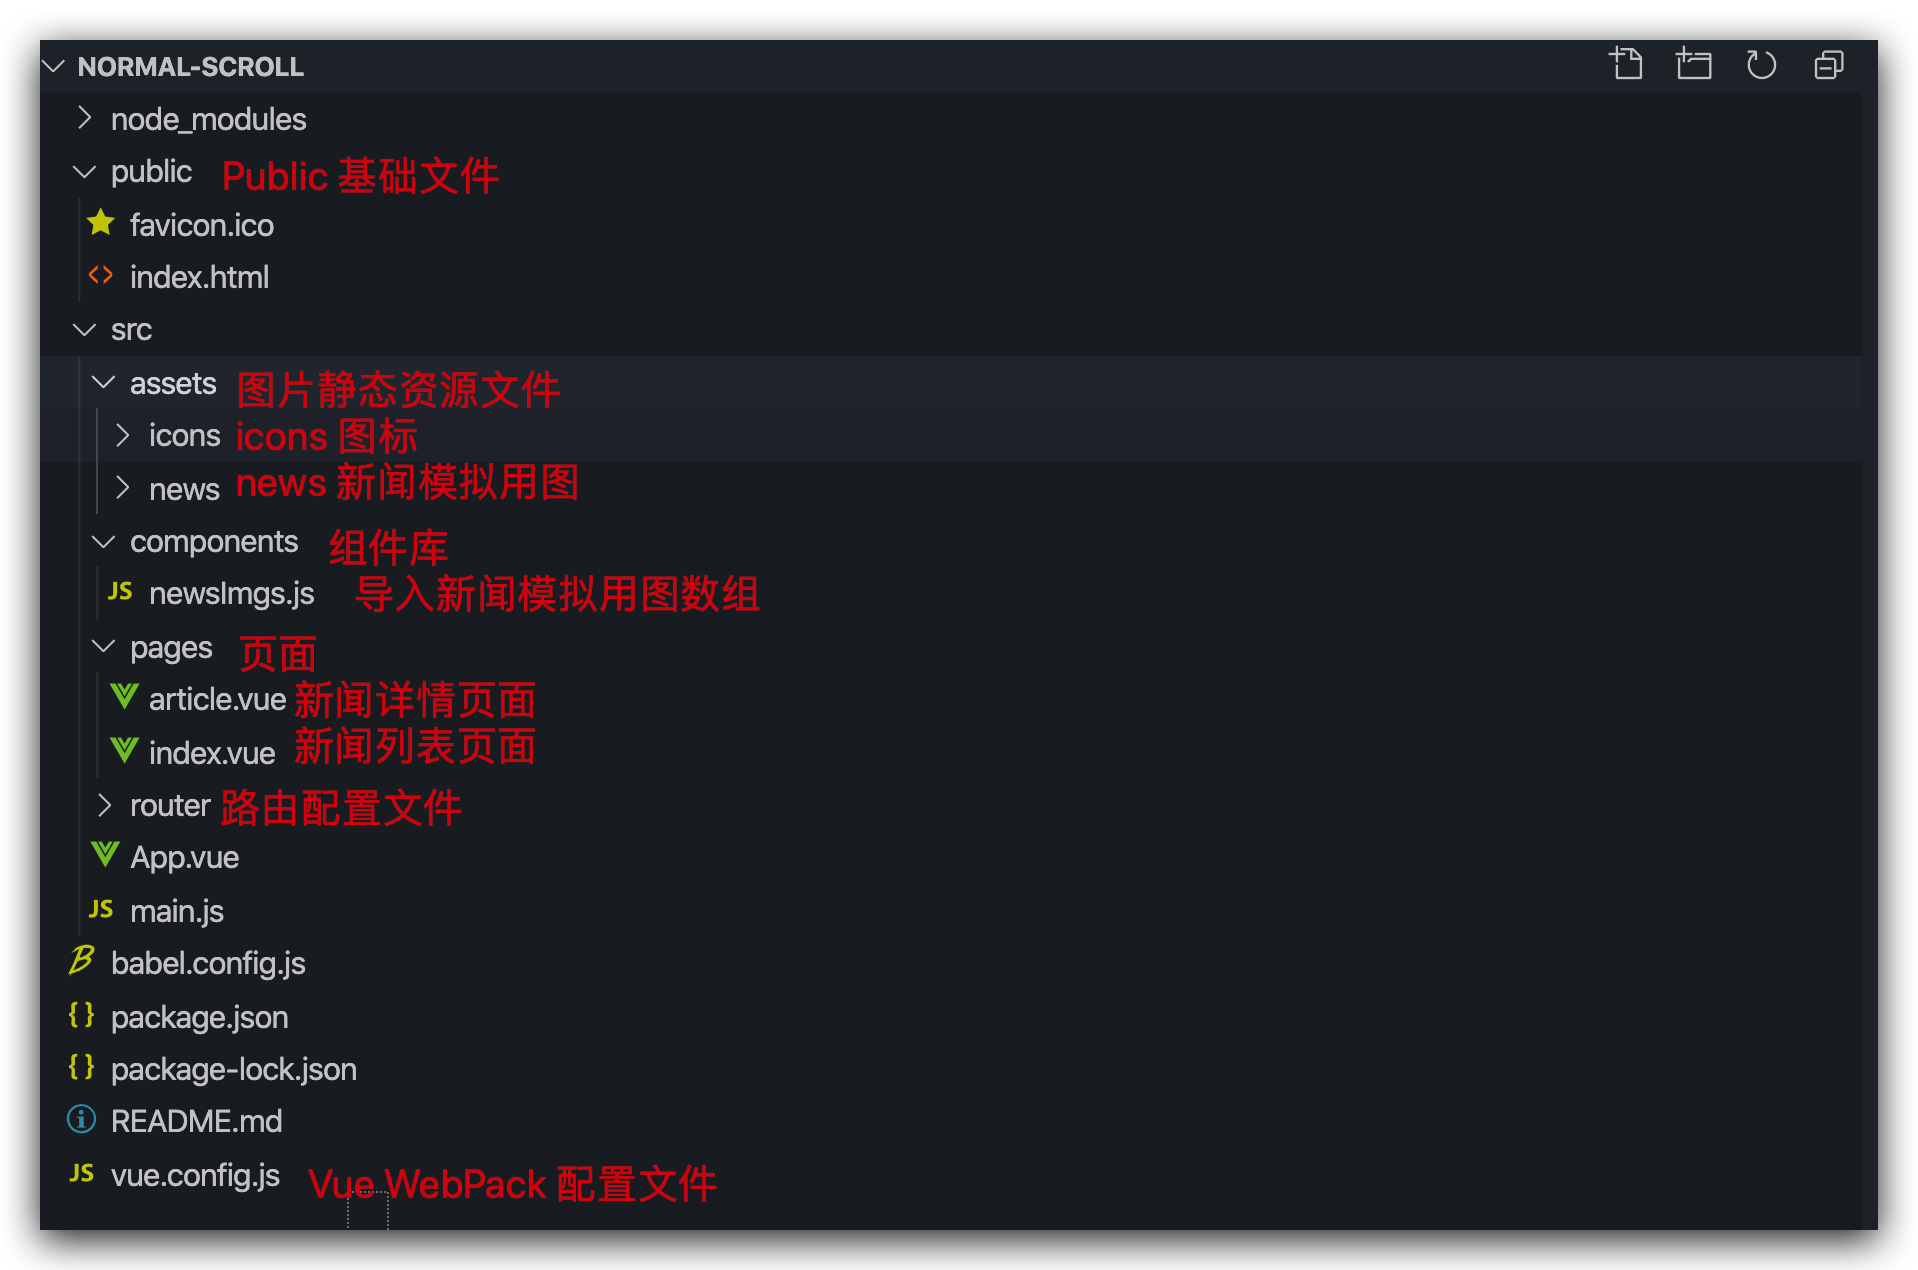 NORMAL-SCROLL
node_modules
public Public 基础文件
favicon.ico
index.html
src
assets 图片静态资源文件
icons icons 图标
news news 新闻模拟用图
components 组件库
JS newsImgs.js 导入新闻模拟用图数组
pages 页面
article.vue 新闻详情页面
index.vue 新闻列表页面
router 路由配置文件
App.vue
JS main.js
babel.config.js
{} package.json
{} package-lock.json
README.md
JS vue.config.js Vue WebPack 配置文件